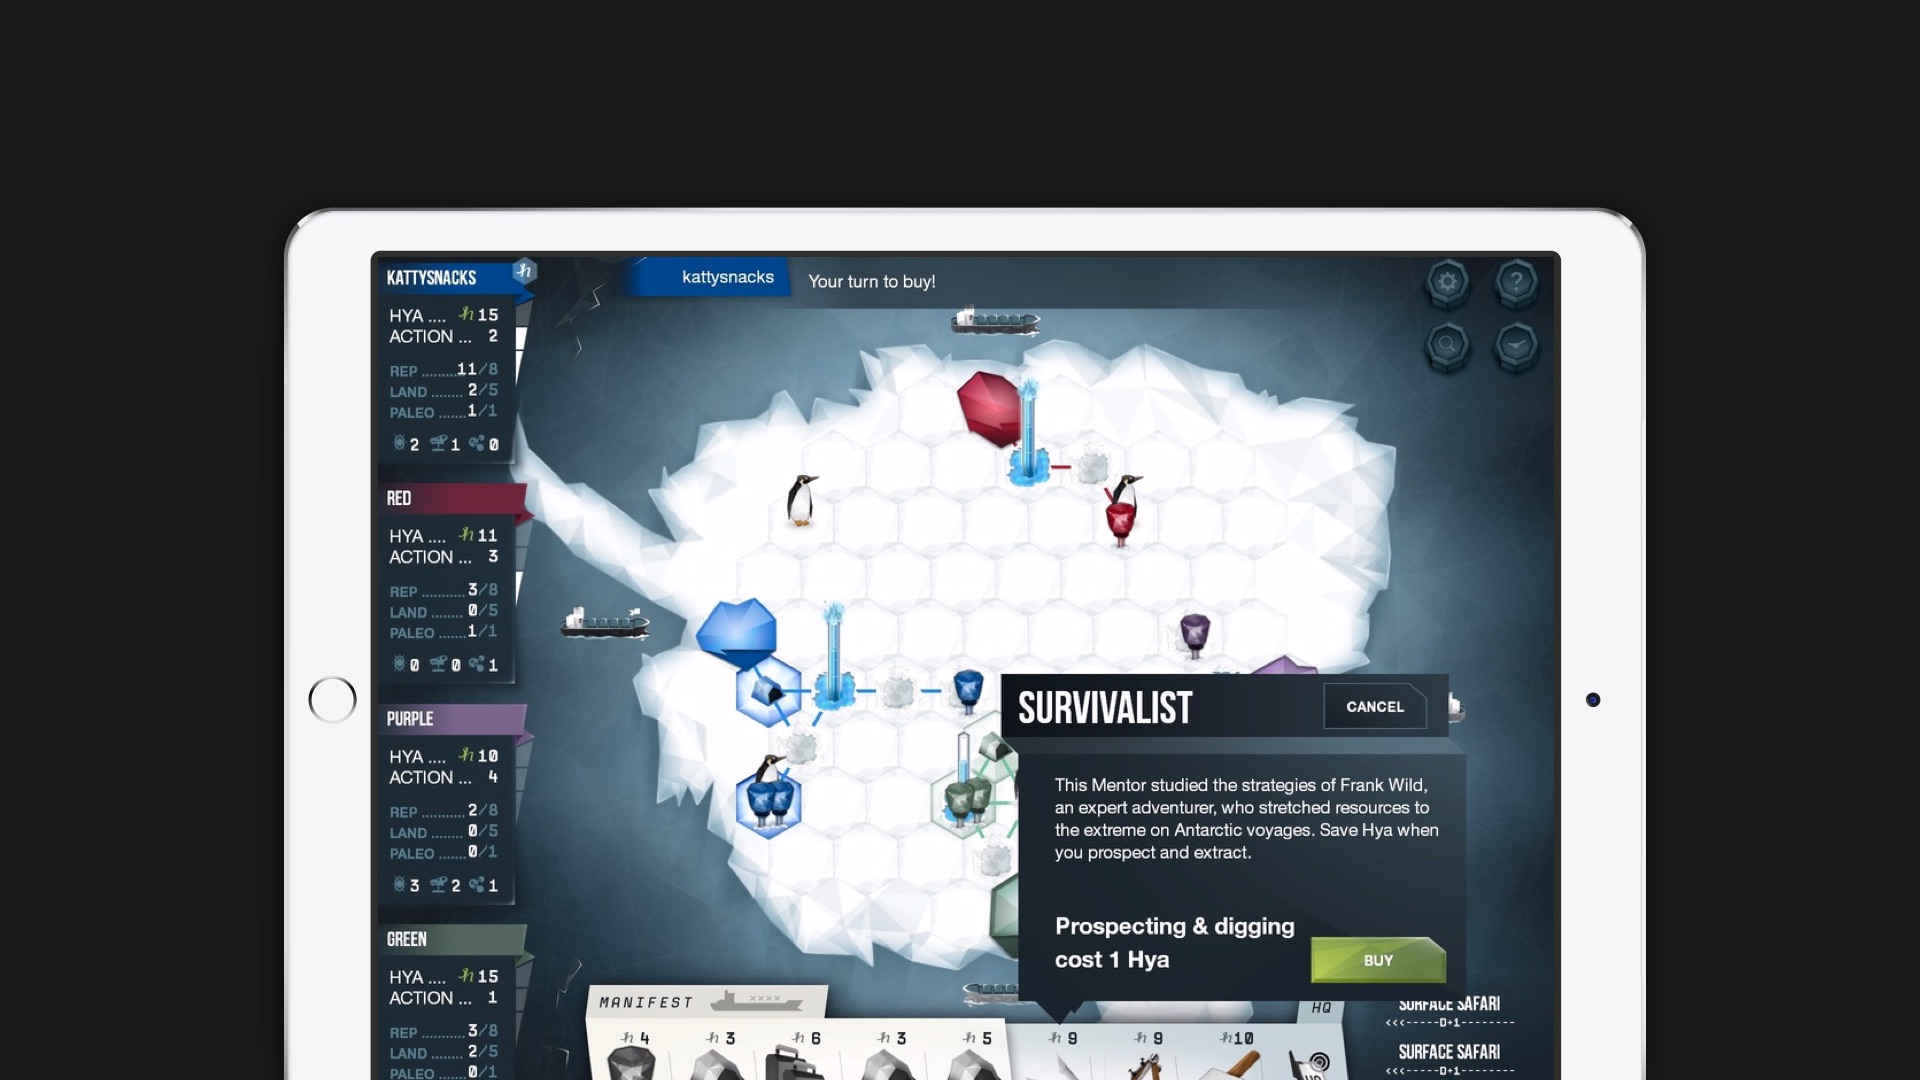 KATTYSNACKS
HYA .... 15
ACTION ... 2
REP .........11/8
LAND ........ 2/5
PALEO .......1/1
2 1 0
RED
HYA .... 11
ACTION ... 3
REP ........... 3/8
LAND ........ 0/5
PALEO .......1/1
0 0 1
PURPLE
HYA .... 10
ACTION ... 4
REP ........... 2/8
LAND ........ 0/5
PALEO .......0/1
3 2 1
GREEN
HYA .... 15
ACTION ... 1
REP ........... 3/8
LAND ........ 2/5
PALEO .......0/1
kattysnacks Your turn to buy!
?
SURVIVALIST
CANCEL
This Mentor studied the strategies of Frank Wild,
an expert adventurer, who stretched resources to
the extreme on Antarctic voyages. Save Hya when
you prospect and extract.
Prospecting & digging
cost 1 Hya
BUY
MANIFEST
xxxx
HQ
4 3 6 3 5 9 9 10
SURFACE SAFARI
<<<-----D+1--------
SURFACE SAFARI
<<<-----D+1--------